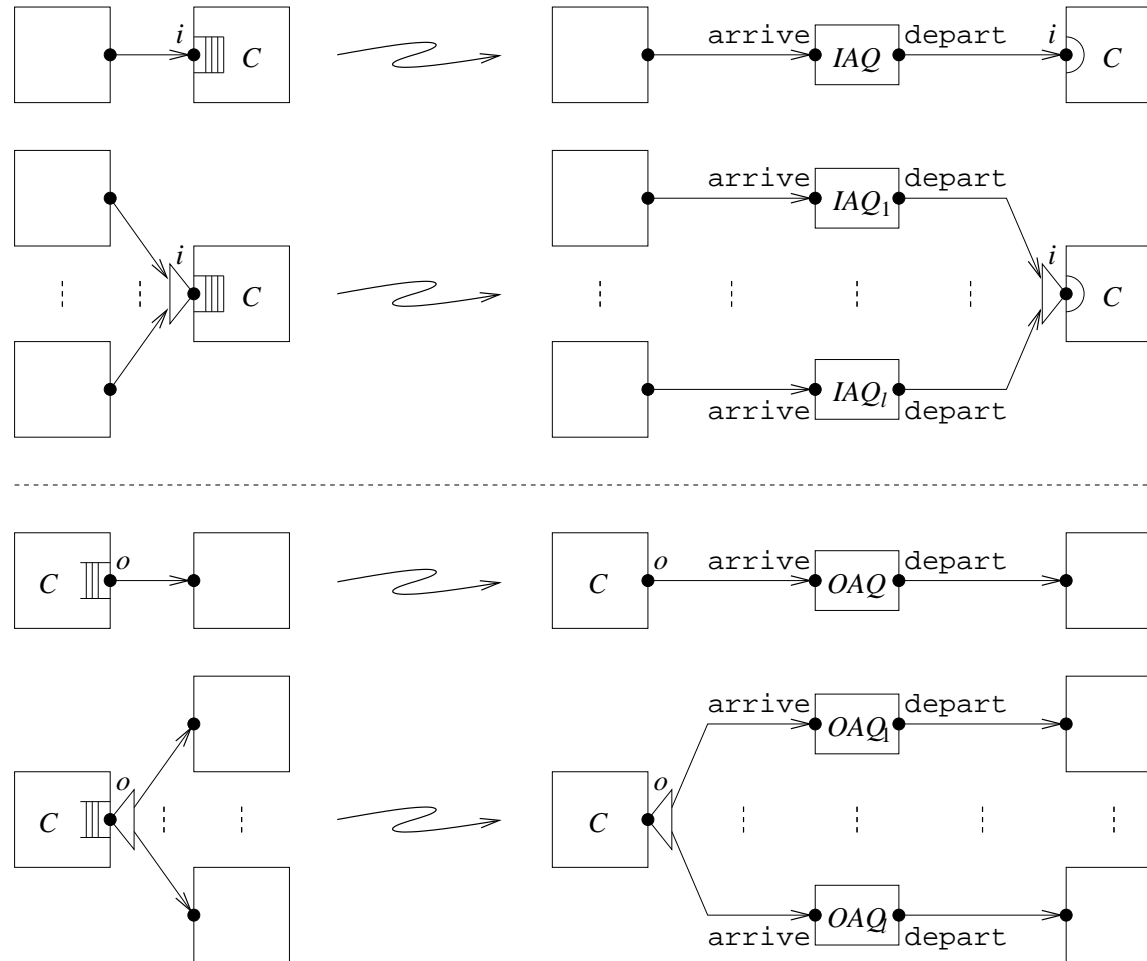 i C arrive IAQ depart i C
arrive IAQ1 depart
i C i C
arrive IAQl depart
C o C o arrive OAQ depart
arrive OAQ1 depart
C o C o
arrive OAQl depart